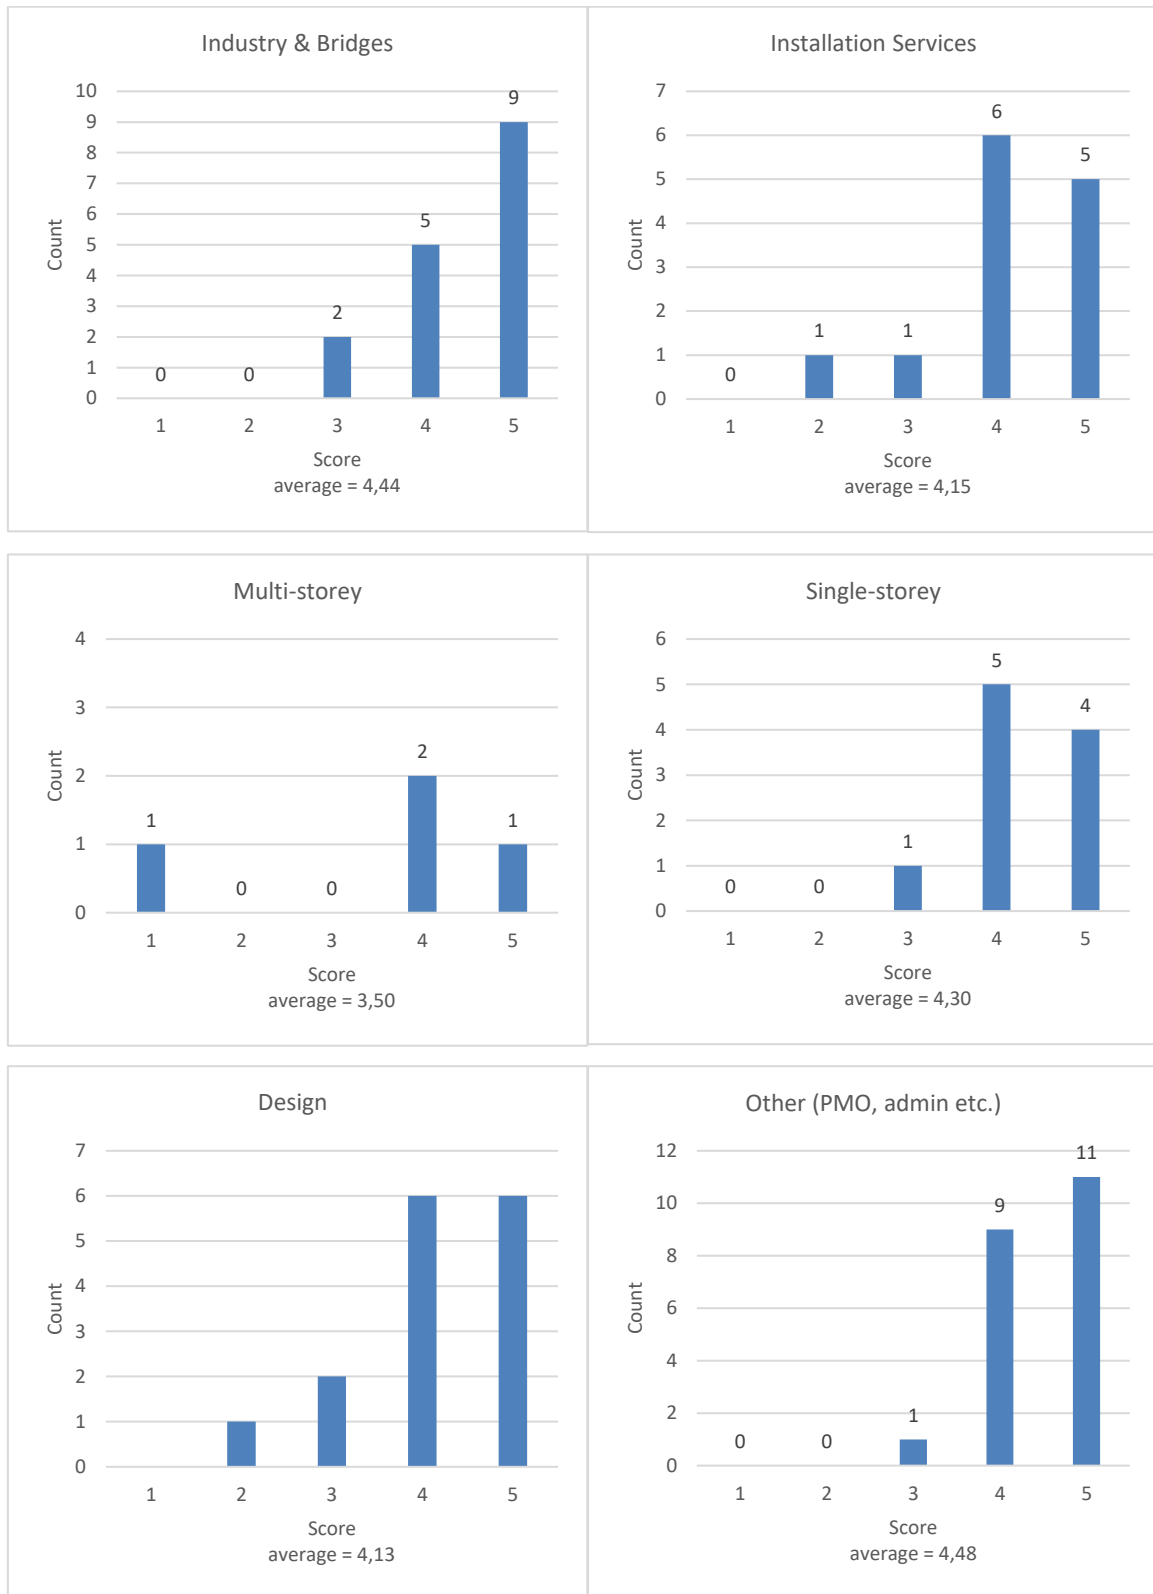 Industry & Bridges
10
9
8
7
6
5
4
3
2
1
0
Count
0
0
2
5
9
1 2 3 4 5
Score
average = 4,44
Installation Services
7
6
5
4
3
2
1
0
Count
0
1
1
6
5
1 2 3 4 5
Score
average = 4,15
Multi-storey
4
3
2
1
0
Count
1
0
0
2
1
1 2 3 4 5
Score
average = 3,50
Single-storey
6
5
4
3
2
1
0
Count
0
0
1
5
4
1 2 3 4 5
Score
average = 4,30
Design
7
6
5
4
3
2
1
0
Count
1 2 3 4 5
Score
average = 4,13
Other (PMO, admin etc.)
12
10
8
6
4
2
0
Count
0
0
1
9
11
1 2 3 4 5
Score
average = 4,48